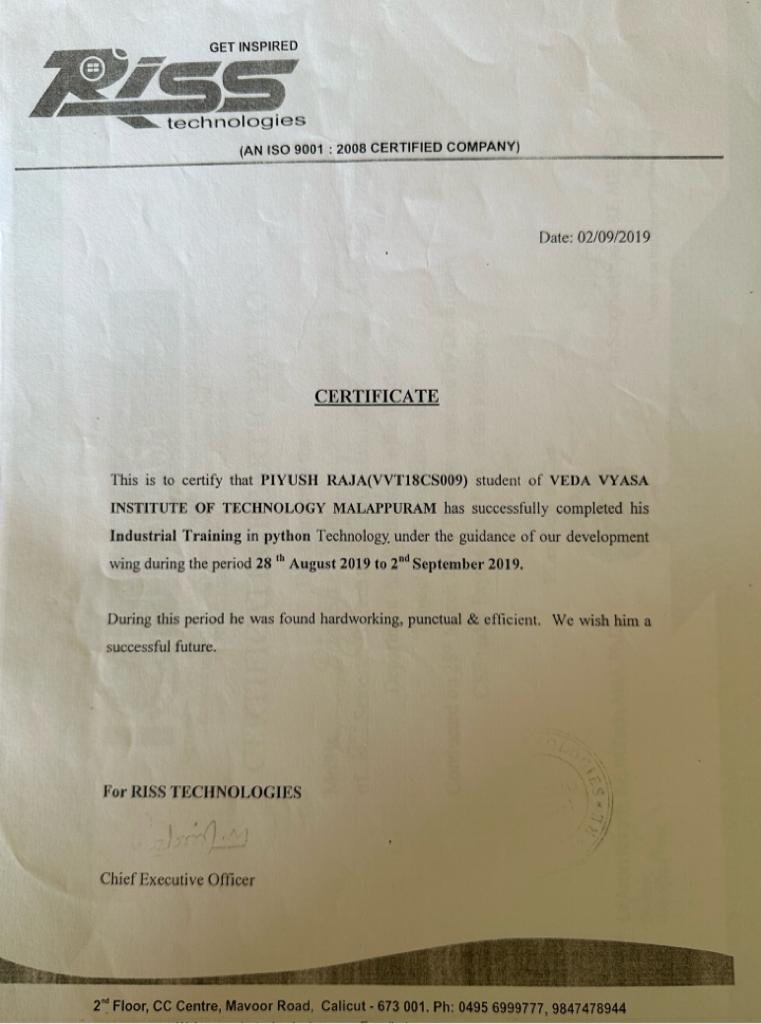 GET INSPIRED
RISS
technologies
(AN ISO 9001 : 2008 CERTIFIED COMPANY)
Date: 02/09/2019
CERTIFICATE
This is to certify that PIYUSH RAJA(VVT18CS009) student of VEDA VYASA
INSTITUTE OF TECHNOLOGY MALAPPURAM has successfully completed his
Industrial Training in python Technology under the guidance of our development
wing during the period 28 th August 2019 to 2nd September 2019.
During this period he was found hardworking, punctual & efficient. We wish him a
successful future.
For RISS TECHNOLOGIES
Chief Executive Officer
2nd Floor, CC Centre, Mavoor Road, Calicut - 673 001. Ph: 0495 6999777, 9847478944